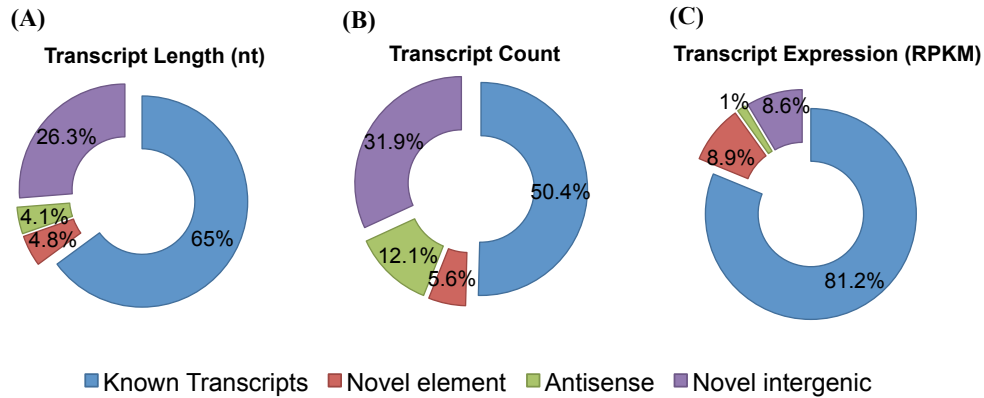 (A)
Transcript Length (nt)
26.3%
4.1%
4.8%
65%
(B)
Transcript Count
31.9%
50.4%
12.1%
5.6%
(C)
Transcript Expression (RPKM)
1%
8.6%
8.9%
81.2%
Known Transcripts
Novel element
Antisense
Novel intergenic